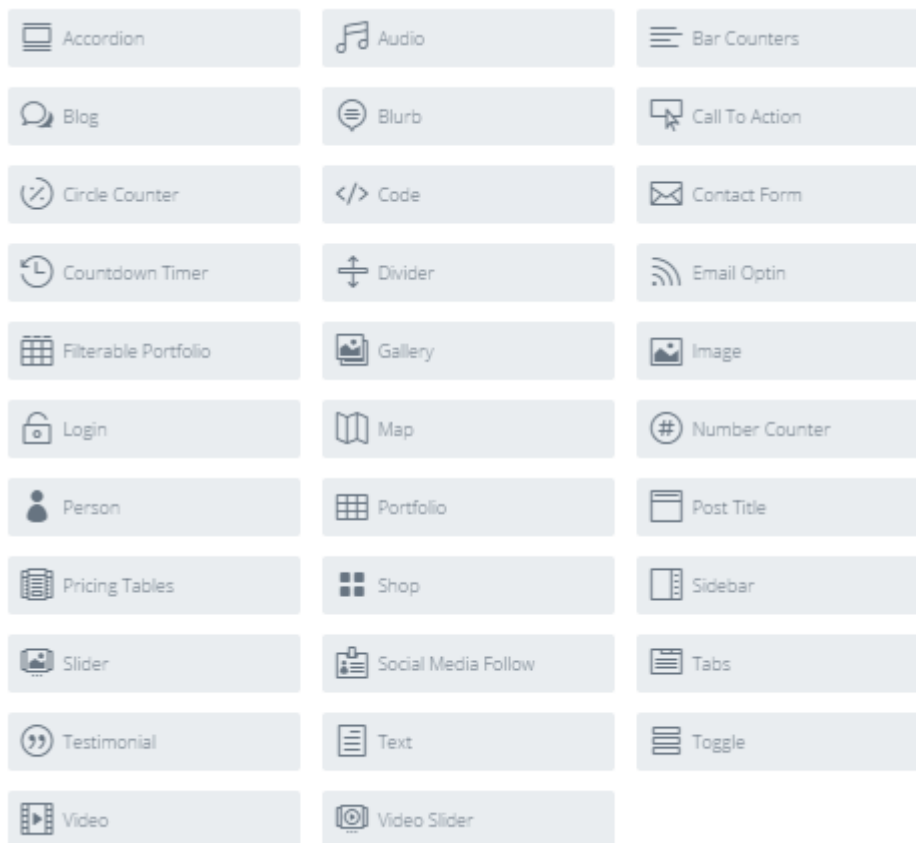 Accordion
Audio
Bar Counters
Blog
Blurb
Call To Action
Circle Counter
Code
Contact Form
Countdown Timer
Divider
Email Optin
Filterable Portfolio
Gallery
Image
Login
Map
Number Counter
Person
Portfolio
Post Title
Pricing Tables
Shop
Sidebar
Slider
Social Media Follow
Tabs
Testimonial
Text
Toggle
Video
Video Slider